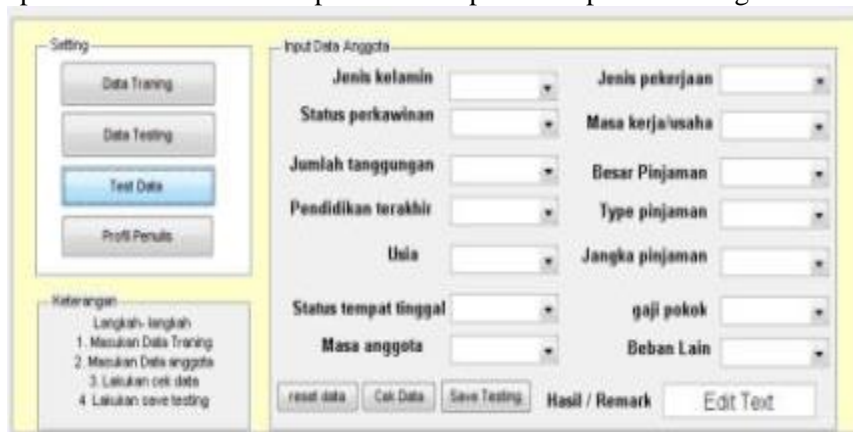 Setting
Data Traning
Data Testing
Test Data
Profil Penulis
Keterangan
Langkah- langkah
1. Masukan Data Traning
2. Masukan Data anggota
3. Lakukan cek data
4. Lakukan save testing
Input Data Anggota
Jenis kelamin
Status perkawinan
Jumlah tanggungan
Pendidikan terakhir
Usia
Status tempat tinggal
Masa anggota
Jenis pekerjaan
Masa kerja/usaha
Besar Pinjaman
Type pinjaman
Jangka pinjaman
gaji pokok
Beban Lain
reset data
Cek Data
Save Testing
Hasil / Remark
Edit Text